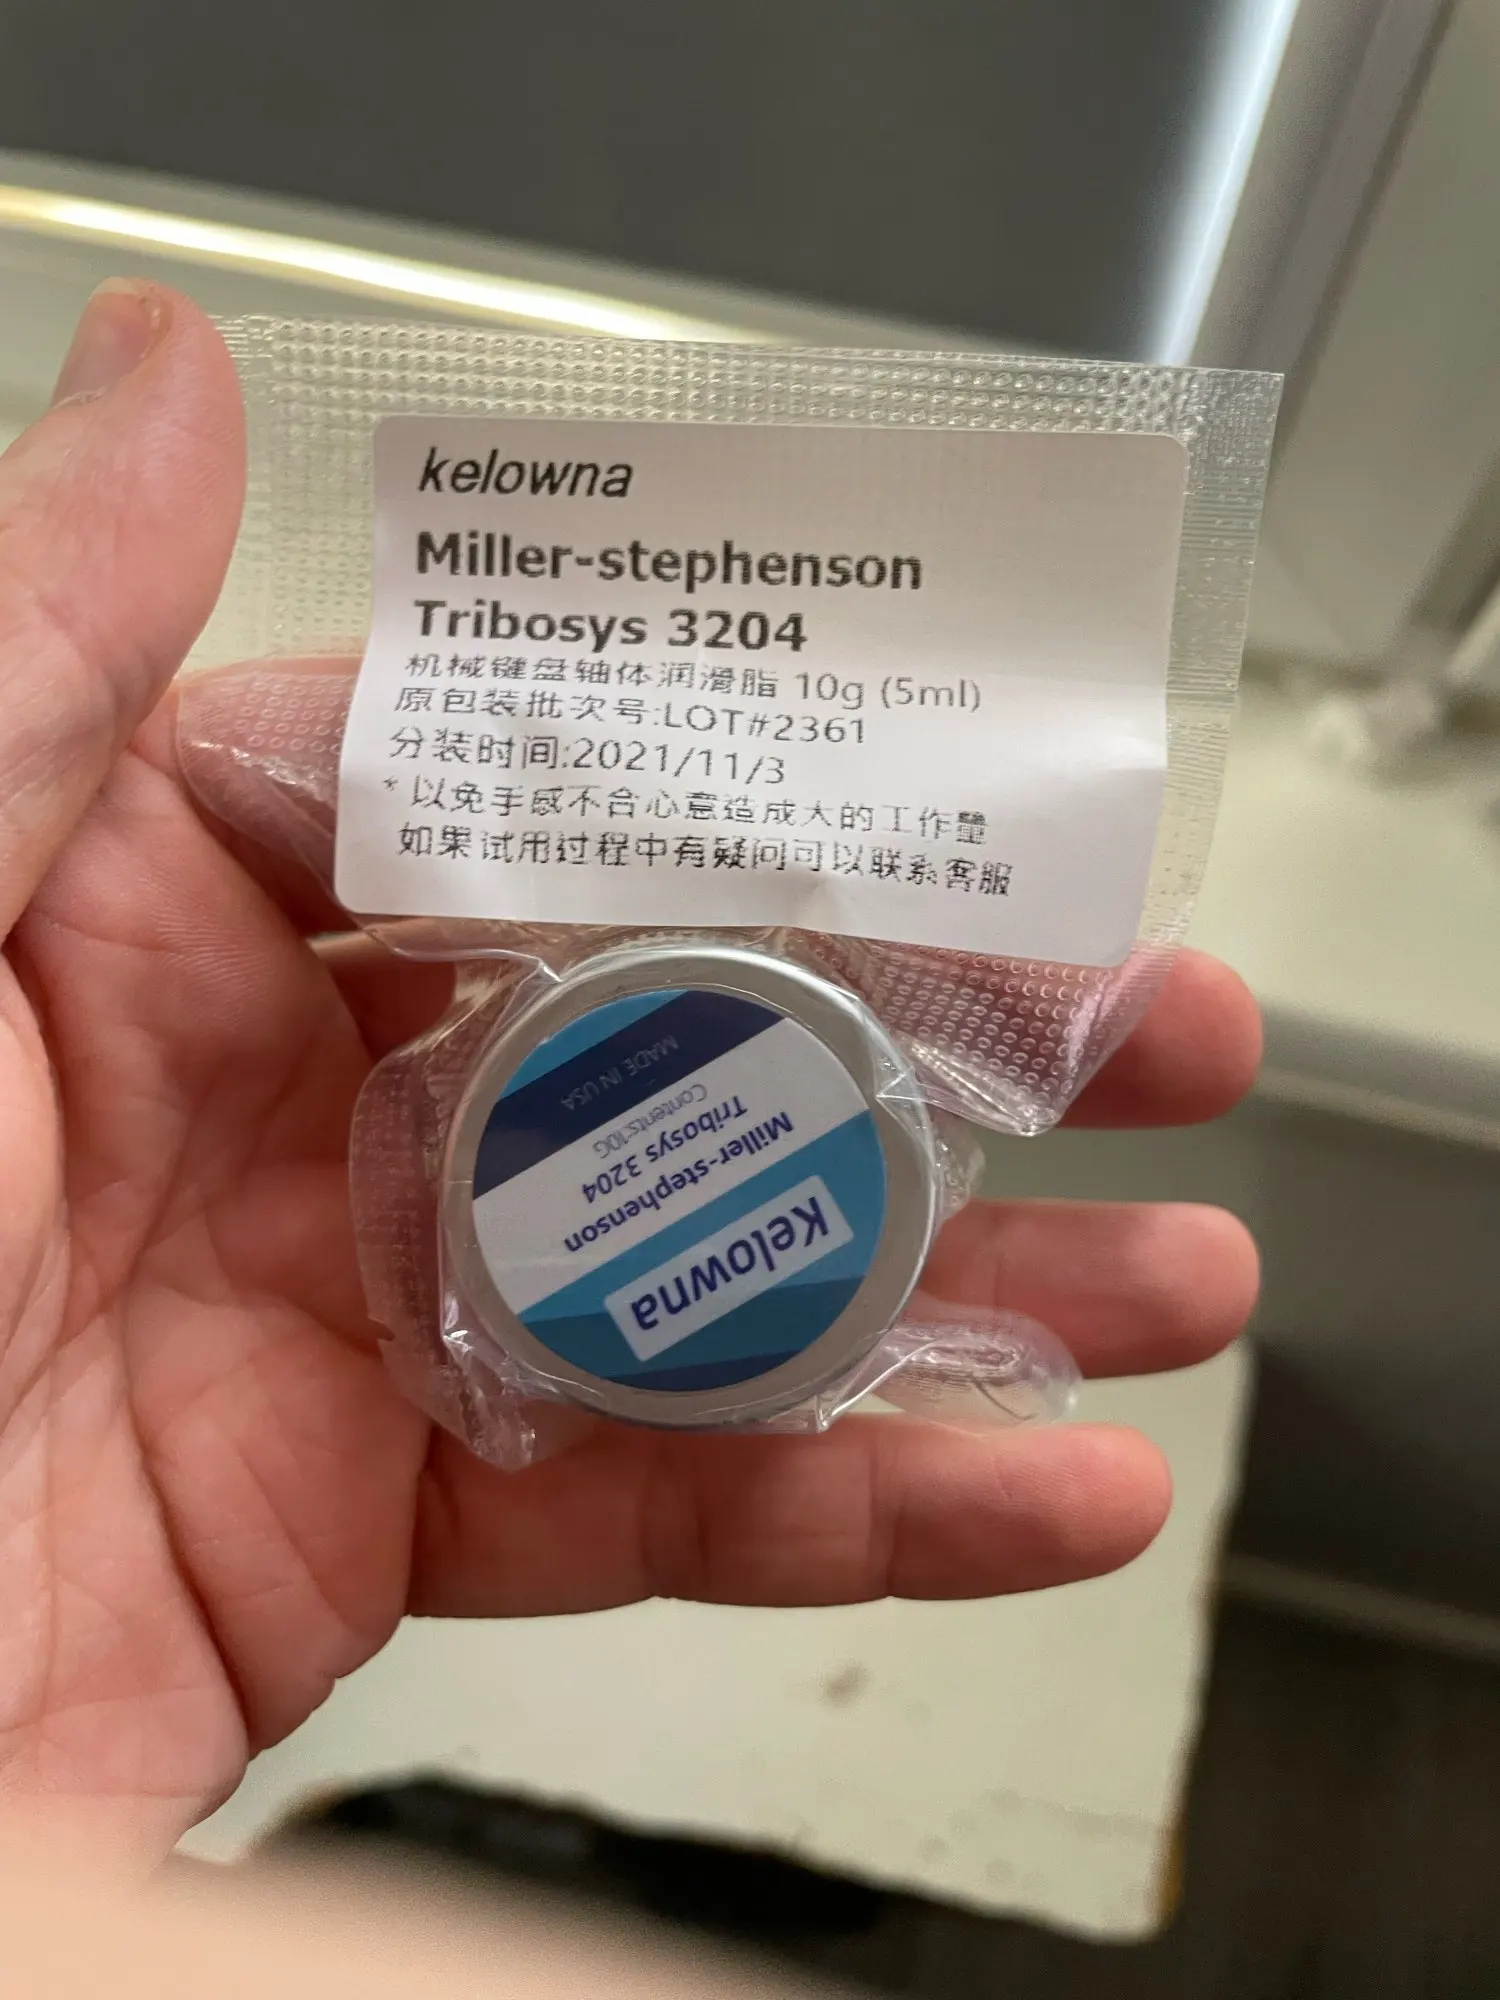 kelowna
Miller-stephenson
Tribosys 3204
机械键盘轴体润滑脂 10g (5ml)
原包装批次号:LOT#2361
分装时间:2021/11/3
* 以免手感不合心意造成大的工作量
如果试用过程中有疑问可以联系客服
Kelowna
Miller-stephenson
Tribosys 3204
Contents:10G
MADE IN USA